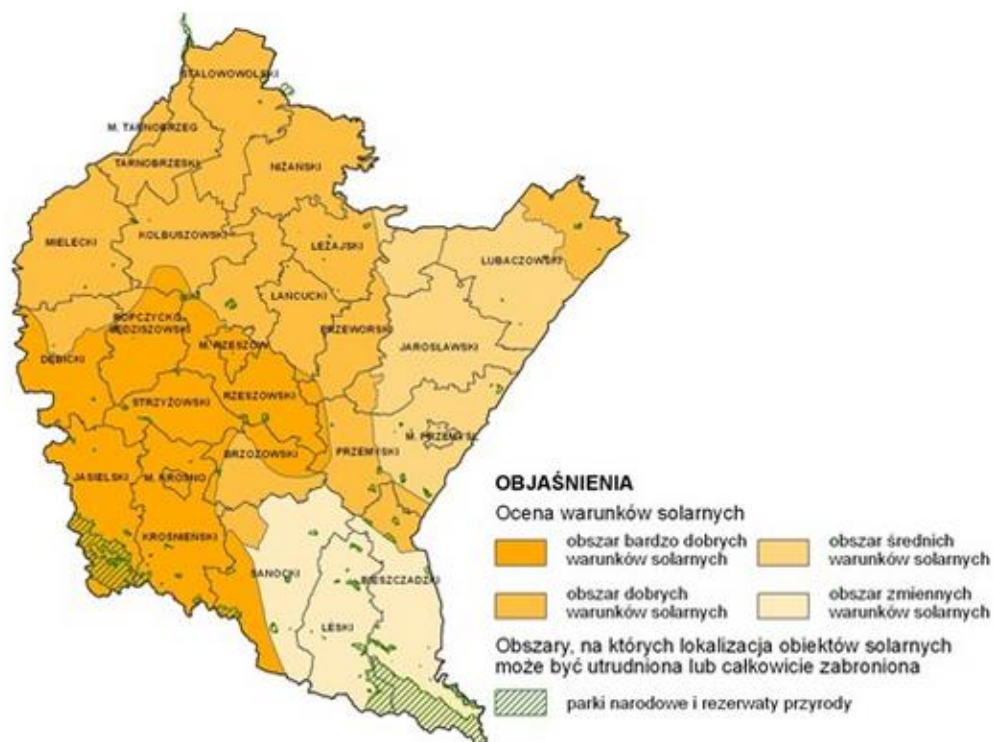 STALOWOWOLSKI
M. TARNOBRZEG
TARNOBRZESKI
NIŻAŃSKI
MIELECKI
KOLBUSZOWSKI
LEŻAJSKI
LUBACZOWSKI
ŁAŃCUCKI
ROPCZYCKO
SĘDZISZOWSKI
M. RZESZÓW
PRZEWORSKI
JAROSŁAWSKI
DĘBICKI
RZESZOWSKI
STRZYŻOWSKI
M. PRZEMYŚL
PRZEMYSKI
BRZOZOWSKI
JASIELSKI
M. KROSNO
KROŚNIEŃSKI
SANOCKI
BIESZCZADZKI
LESKI
OBJAŚNIENIA
Ocena warunków solarnych
obszar bardzo dobrych
warunków solarnych
obszar średnich
warunków solarnych
obszar dobrych
warunków solarnych
obszar zmiennych
warunków solarnych
Obszary, na których lokalizacja obiektów solarnych
może być utrudniona lub całkowicie zabroniona
parki narodowe i rezerwaty przyrody